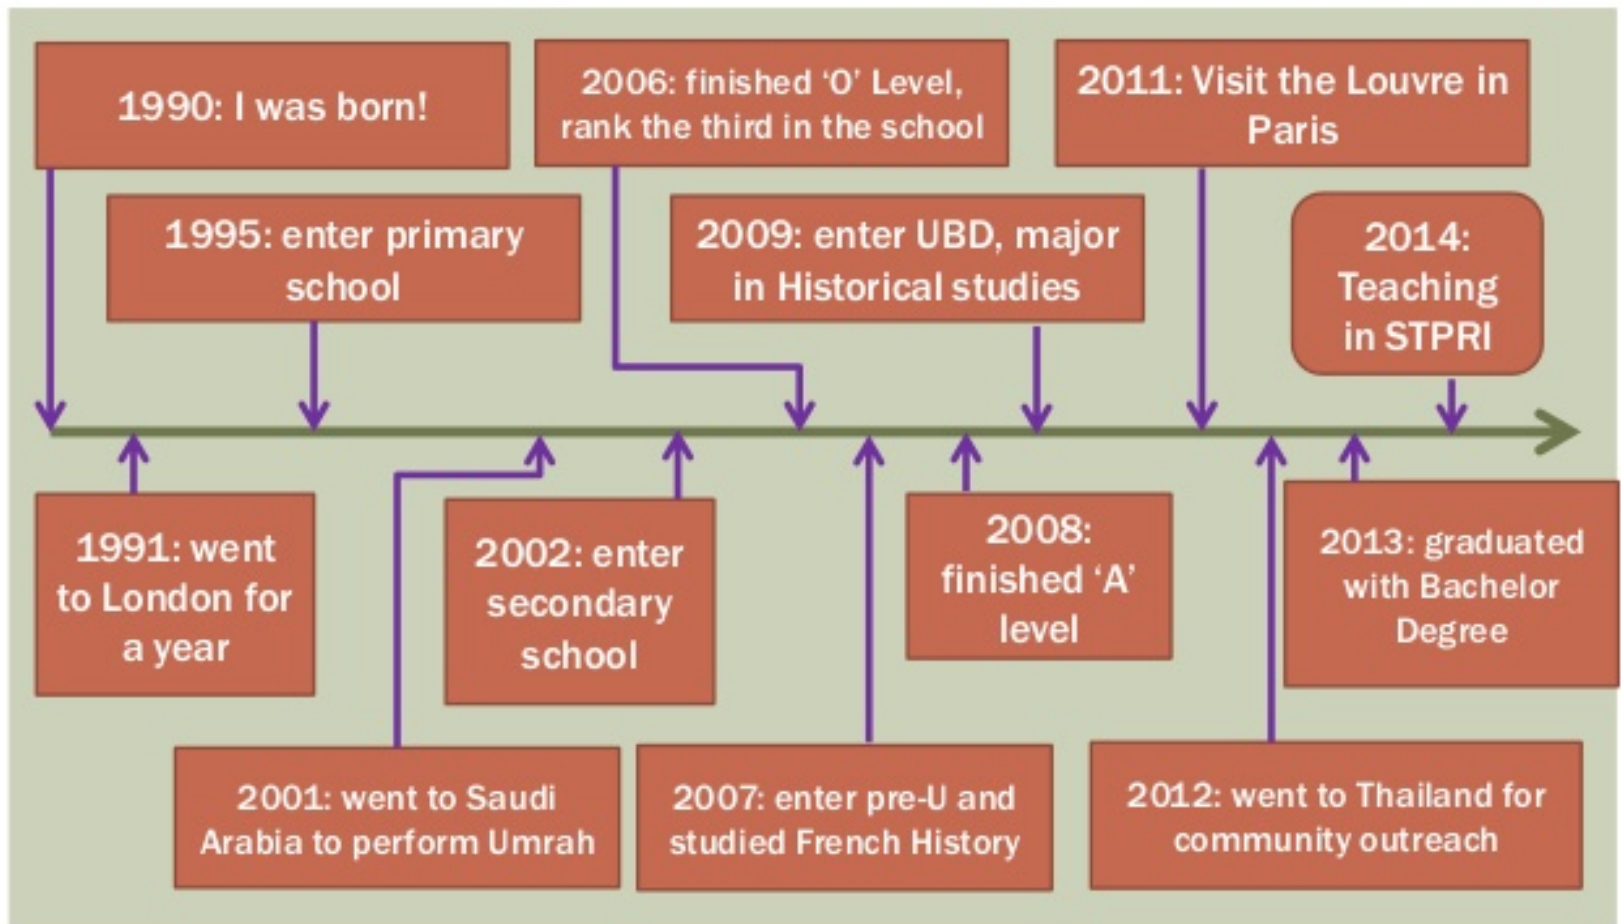 1990: I was born!
2006: finished ‘O’ Level,
rank the third in the school
2011: Visit the Louvre in
Paris
1995: enter primary
school
2009: enter UBD, major
in Historical studies
2014:
Teaching
in STPRI
1991: went
to London for
a year
2002: enter
secondary
school
2008:
finished ‘A’
level
2013: graduated
with Bachelor
Degree
2001: went to Saudi
Arabia to perform Umrah
2007: enter pre-U and
studied French History
2012: went to Thailand for
community outreach